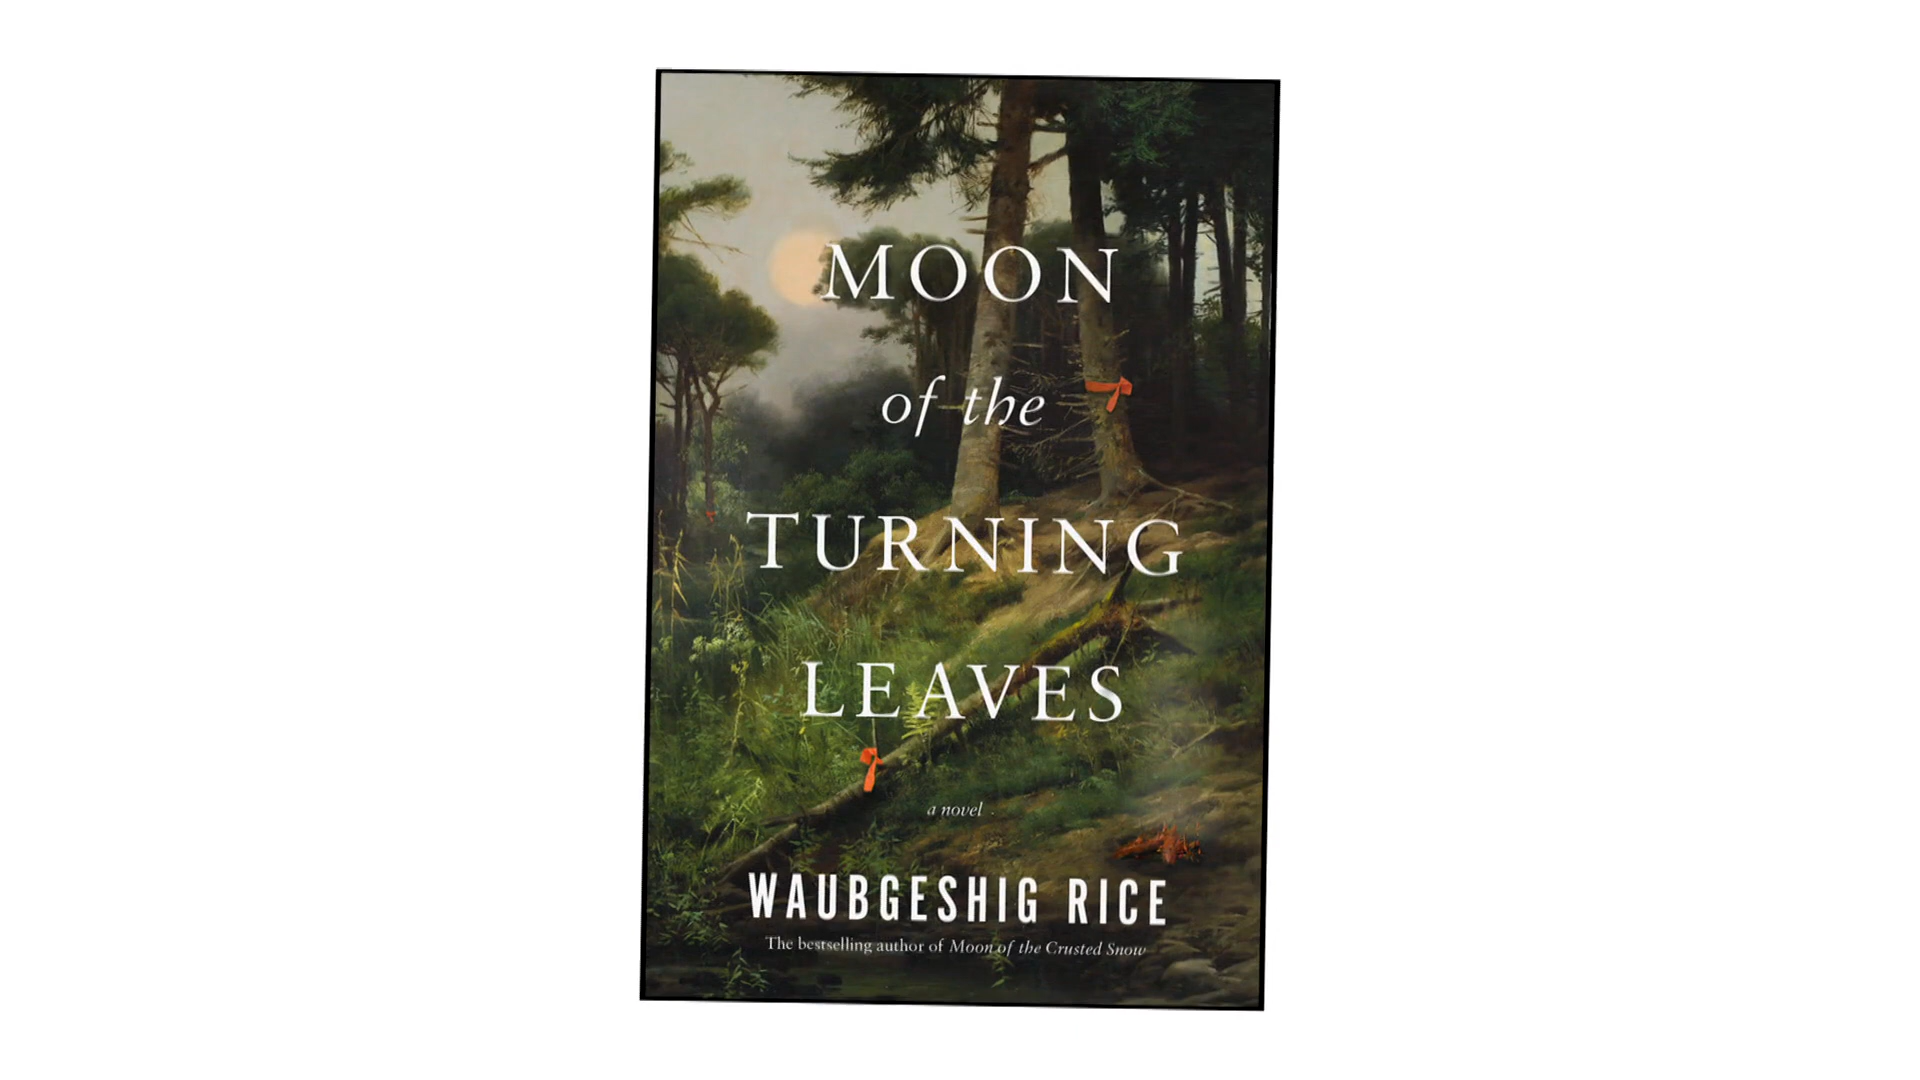 MOON
of the
TURNING
LEAVES
a novel
WAUBGESHIG RICE
The bestselling author of Moon of the Crusted Snow